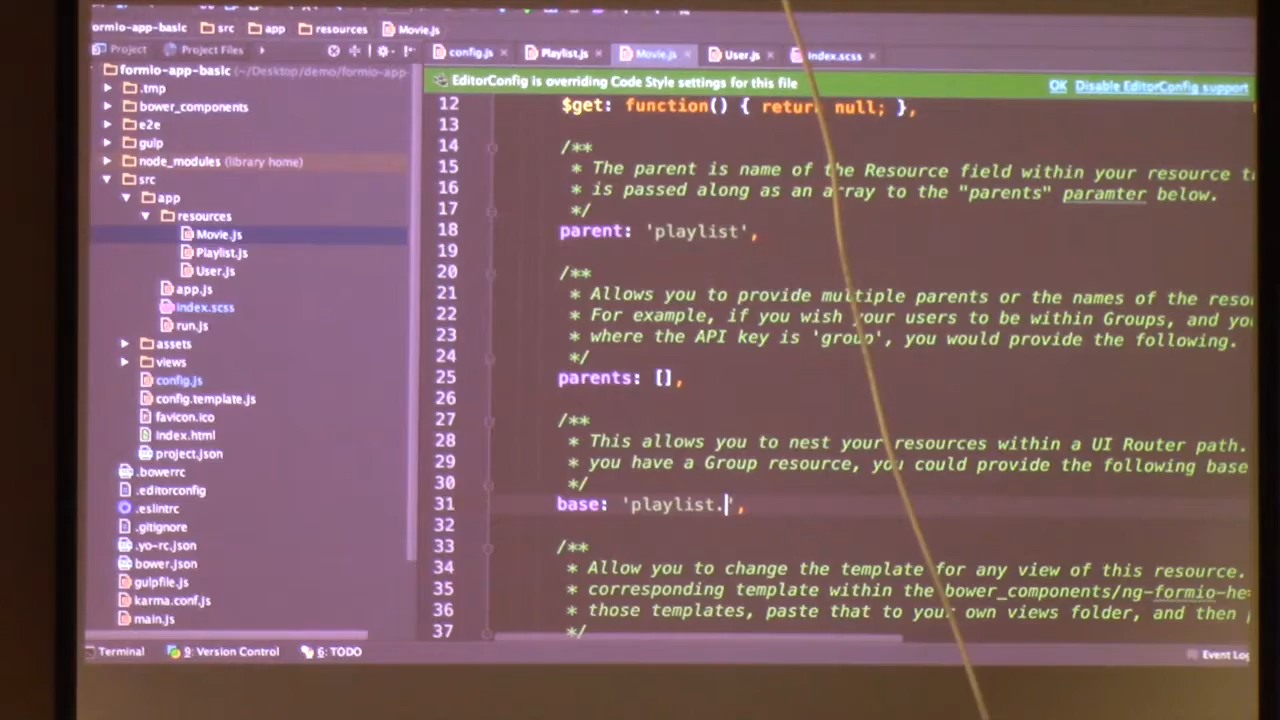 formio-app-basic src app resources Movie.js
Project Project Files
config.js Playlist.js Movie.js User.js index.scss
EditorConfig is overriding Code Style settings for this file OK Disable EditorConfig support
formio-app-basic (~/Desktop/demo/formio-app-
.tmp
bower_components
e2e
gulp
node_modules (library home)
src
app
resources
Movie.js
Playlist.js
User.js
app.js
index.scss
run.js
assets
views
config.js
config.template.js
favicon.ico
index.html
project.json
.bowerrc
.editorconfig
.eslintrc
.gitignore
.yo-rc.json
bower.json
gulpfile.js
karma.conf.js
main.js
12 $get: function() { return null; },
13
14 /**
15 * The parent is name of the Resource field within your resource t
16 * is passed along as an array to the "parents" paramter below.
17 */
18 parent: 'playlist',
19
20 /**
21 * Allows you to provide multiple parents or the names of the reso
22 * For example, if you wish your users to be within Groups, and yo
23 * where the API key is 'group', you would provide the following.
24 */
25 parents: [],
26
27 /**
28 * This allows you to nest your resources within a UI Router path.
29 * you have a Group resource, you could provide the following base
30 */
31 base: 'playlist.',
32
33 /**
34 * Allow you to change the template for any view of this resource.
35 * corresponding template within the bower_components/ng-formio-he
36 * those templates, paste that to your own views folder, and then
37 */
Terminal 9: Version Control 6: TODO Event Log